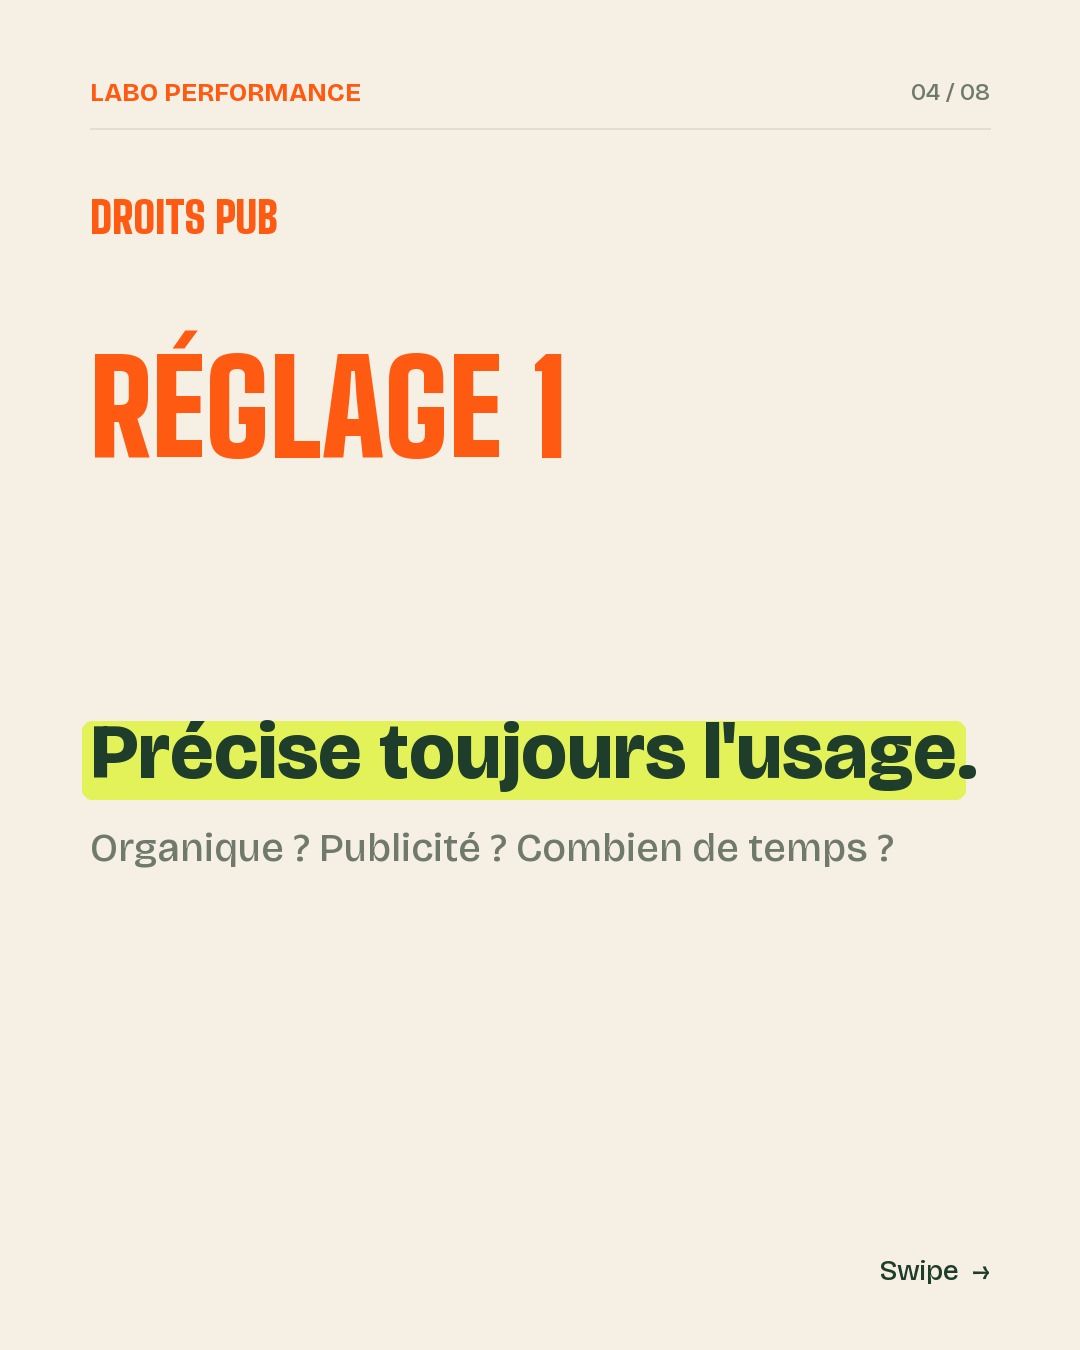 LABO PERFORMANCE
04 / 08
DROITS PUB
RÉGLAGE 1
Précise toujours l'usage.
Organique ? Publicité ? Combien de temps ?
Swipe →